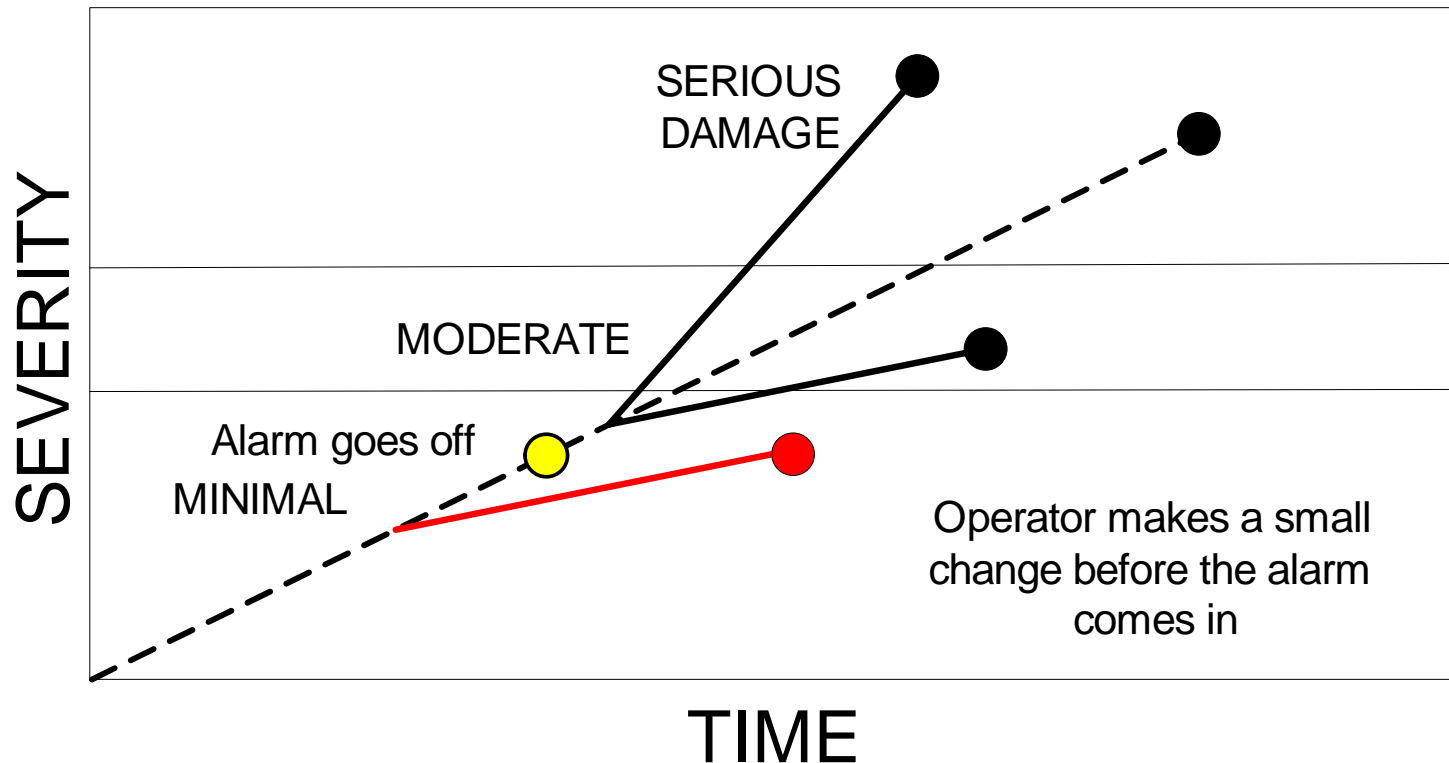 SERIOUS
DAMAGE
SEVERITY
MODERATE
Alarm goes off
MINIMAL
Operator makes a small
change before the alarm
comes in
TIME